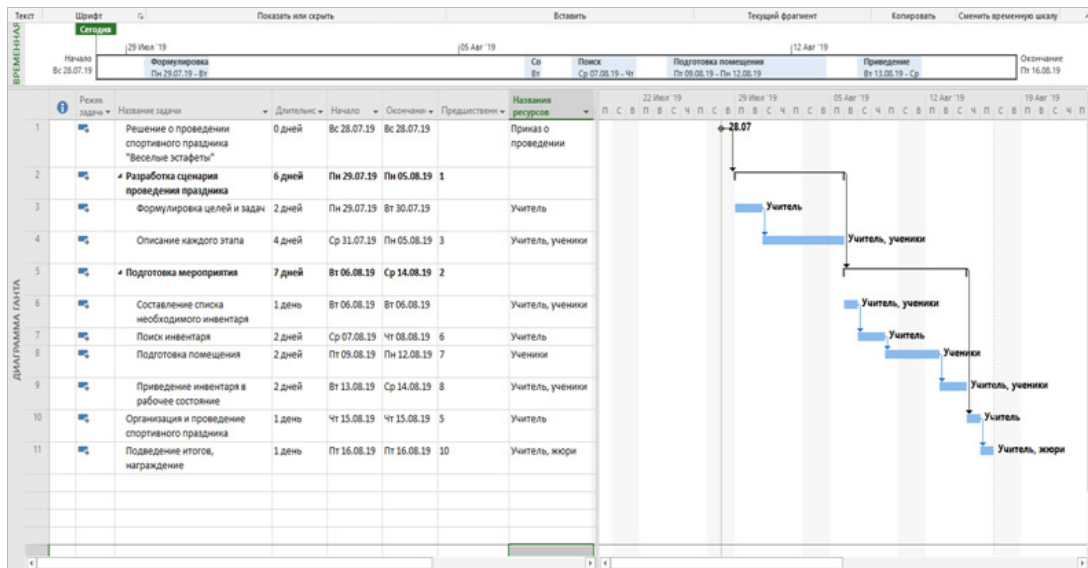 Текст Шрифт Показать или скрыть Вставить Текущий фрагмент Копировать Сменить временную шкалу
ВРЕМЕННАЯ
Сегодня
29 Июл '19 05 Авг '19 12 Авг '19
Начало
Вс 28.07.19
Формулировка
Пн 29.07.19 - Вт
Со
Вт
Поиск
Ср 07.08.19 - Чт
Подготовка помещения
Пт 09.08.19 - Пн 12.08.19
Приведение
Вт 13.08.19 - Ср
Окончание
Пт 16.08.19
ДИАГРАММА ГАНТА
Режим
задачи Название задачи Длительнс Начало Окончани Предшественн Названия
ресурсов
22 Июл '19 29 Июл '19 05 Авг '19 12 Авг '19 19 Авг '19
П С В П В С Ч П С В П В С Ч П С В П В С Ч П С В П В С Ч П С В П В С Ч П
1 Решение о проведении 0 дней Вс 28.07.19 Вс 28.07.19 Приказ о
спортивного праздника проведении
"Веселые эстафеты"
28.07
2 Разработка сценария 6 дней Пн 29.07.19 Пн 05.08.19 1
проведения праздника
3 Формулировка целей и задач 2 дней Пн 29.07.19 Вт 30.07.19 Учитель
Учитель
4 Описание каждого этапа 4 дней Ср 31.07.19 Пн 05.08.19 3 Учитель, ученики
Учитель, ученики
5 Подготовка мероприятия 7 дней Вт 06.08.19 Ср 14.08.19 2
6 Составление списка 1 день Вт 06.08.19 Вт 06.08.19 Учитель, ученики
необходимого инвентаря
Учитель, ученики
7 Поиск инвентаря 2 дней Ср 07.08.19 Чт 08.08.19 6 Учитель
Учитель
8 Подготовка помещения 2 дней Пт 09.08.19 Пн 12.08.19 7 Ученики
Ученики
9 Приведение инвентаря в 2 дней Вт 13.08.19 Ср 14.08.19 8 Учитель, ученики
рабочее состояние
Учитель, ученики
10 Организация и проведение 1 день Чт 15.08.19 Чт 15.08.19 5 Учитель
спортивного праздника
Учитель
11 Подведение итогов, 1 день Пт 16.08.19 Пт 16.08.19 10 Учитель, жюри
награждение
Учитель, жюри